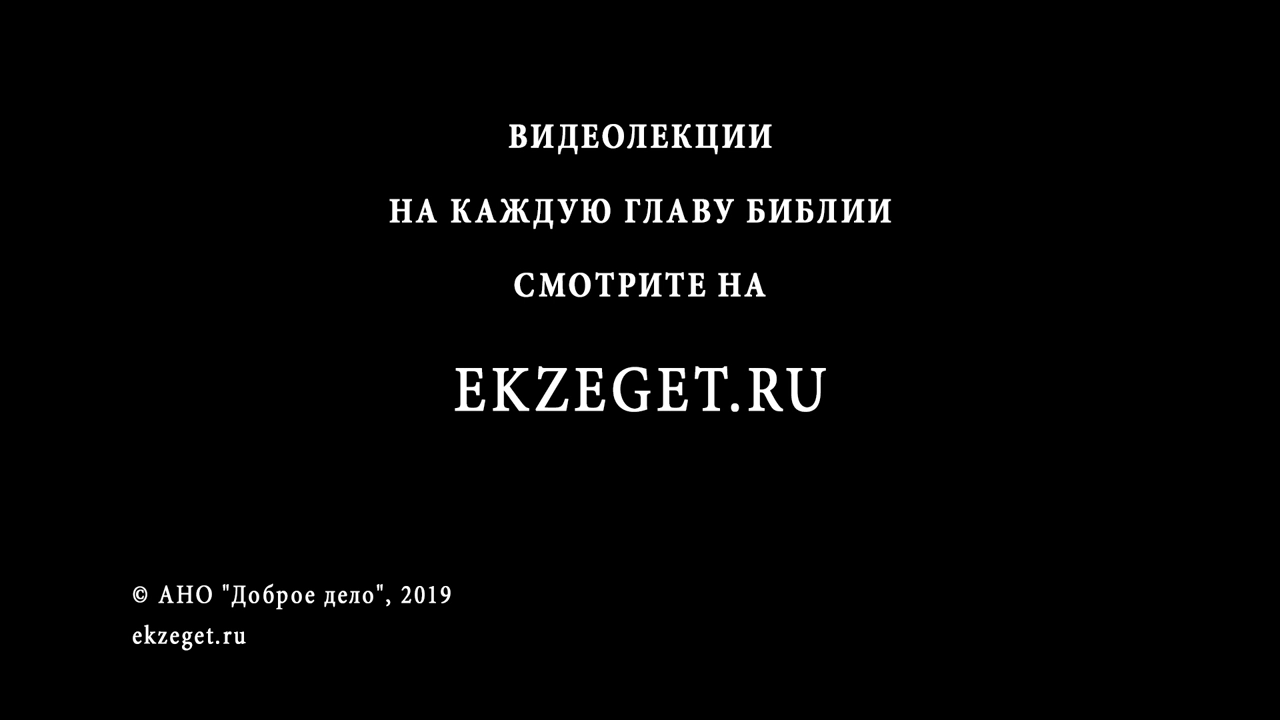 ВИДЕОЛЕКЦИИ
НА КАЖДУЮ ГЛАВУ БИБЛИИ
СМОТРИТЕ НА
EKZEGET.RU
© АНО "Доброе дело", 2019
ekzeget.ru